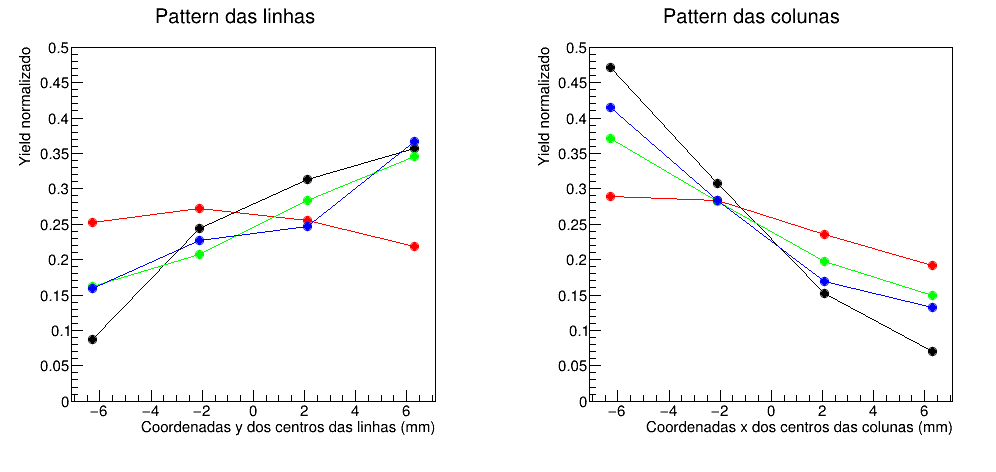 Pattern das linhas
Yield normalizado
0.5
0.45
0.4
0.35
0.3
0.25
0.2
0.15
0.1
0.05
0
−6 −4 −2 0 2 4 6
Coordenadas y dos centros das linhas (mm)
Pattern das colunas
Yield normalizado
0.5
0.45
0.4
0.35
0.3
0.25
0.2
0.15
0.1
0.05
0
−6 −4 −2 0 2 4 6
Coordenadas x dos centros das colunas (mm)